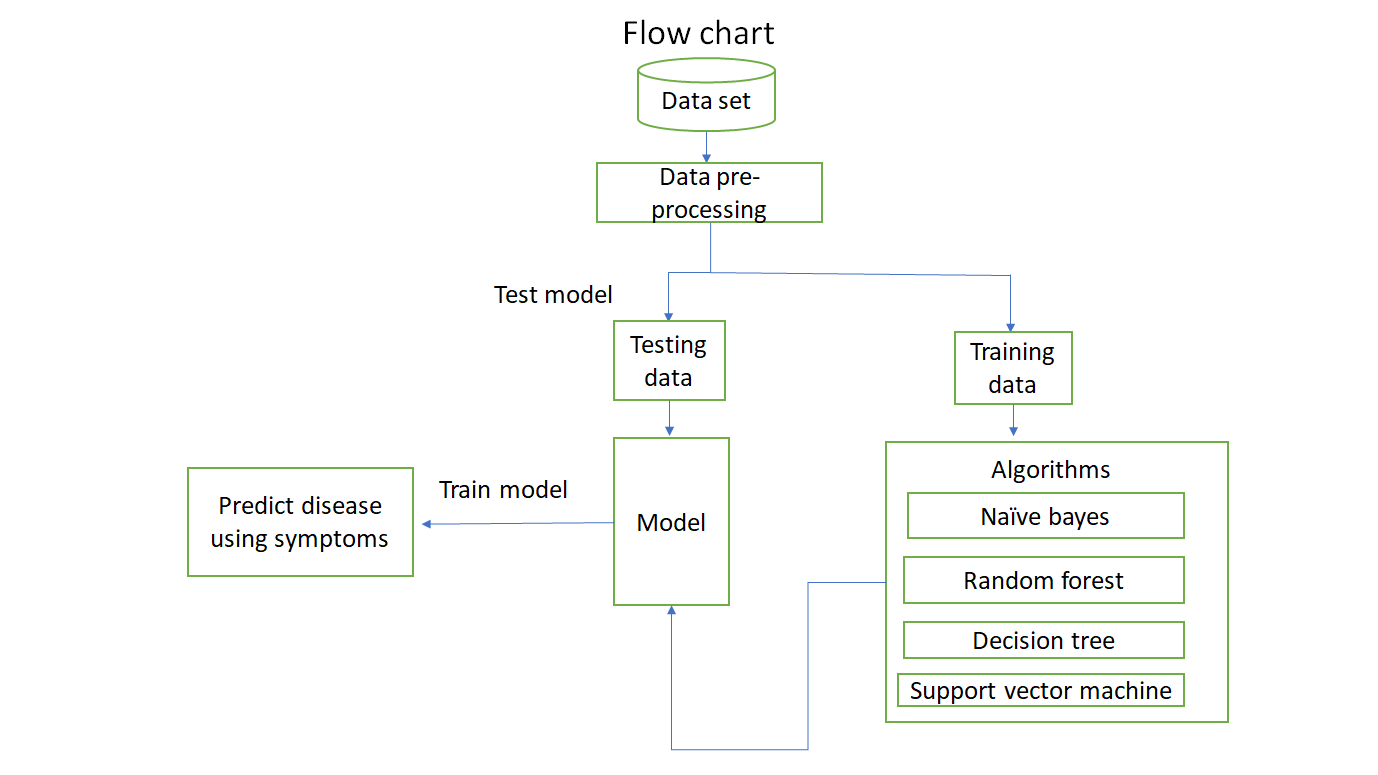 Flow chart
Data set
Data pre-
processing
Test model
Testing
data
Training
data
Algorithms
Naïve bayes
Random forest
Decision tree
Support vector machine
Model
Train model
Predict disease
using symptoms